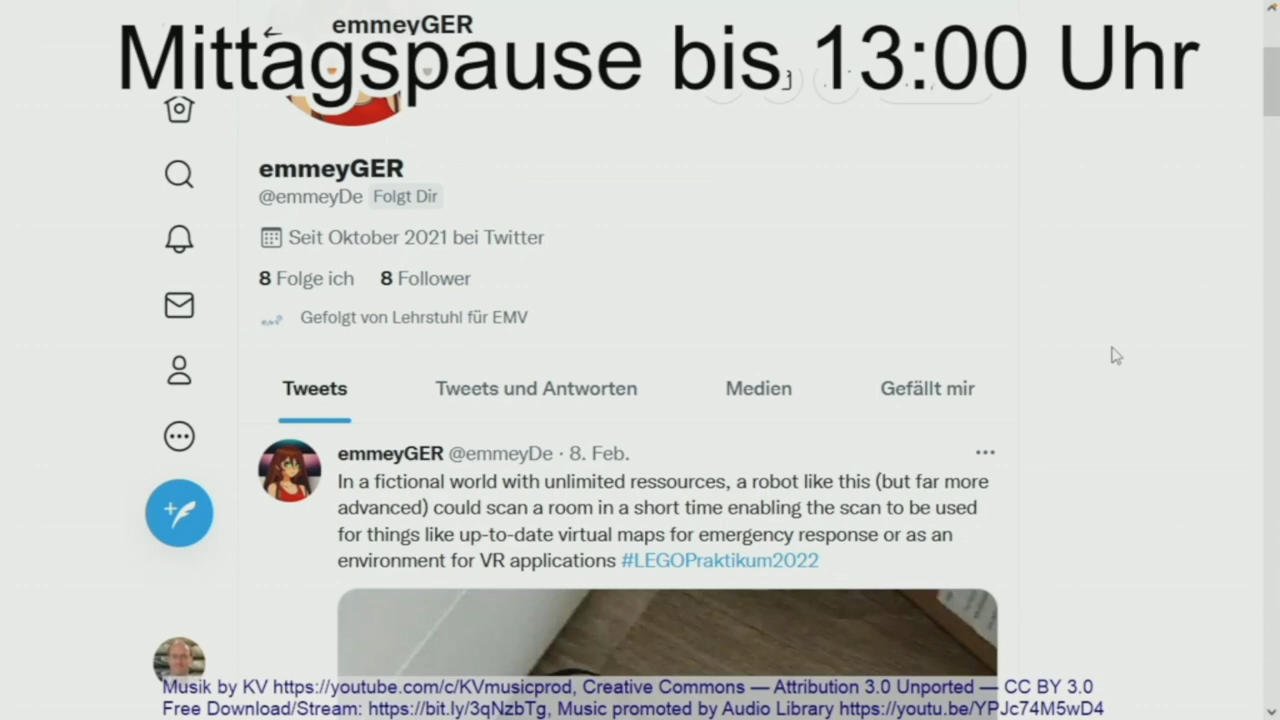 emmeyGER
Mittagspause bis 13:00 Uhr
emmeyGER
@emmeyDe Folgt Dir
Seit Oktober 2021 bei Twitter
8 Folge ich 8 Follower
Gefolgt von Lehrstuhl für EMV
Tweets Tweets und Antworten Medien Gefällt mir
emmeyGER @emmeyDe · 8. Feb.
In a fictional world with unlimited ressources, a robot like this (but far more
advanced) could scan a room in a short time enabling the scan to be used
for things like up-to-date virtual maps for emergency response or as an
environment for VR applications #LEGOPraktikum2022
Musik by KV https://youtube.com/c/KVmusicprod, Creative Commons — Attribution 3.0 Unported — CC BY 3.0
Free Download/Stream: https://bit.ly/3qNzbTg, Music promoted by Audio Library https://youtu.be/YPJc74M5wD4